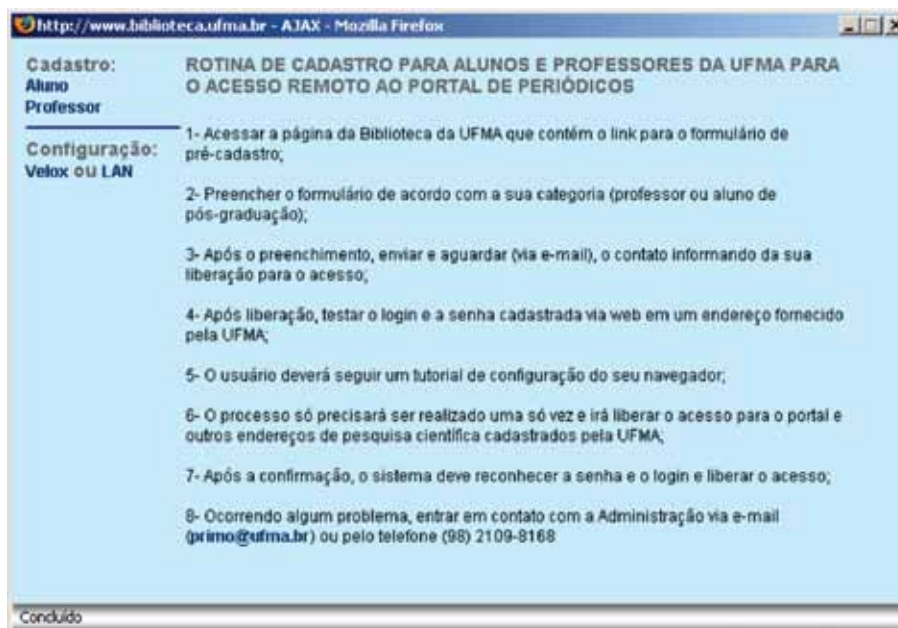 http://www.biblioteca.ufma.br - AJAX - Mozilla Firefox
Cadastro:
Aluno
Professor
Configuração:
Velox ou LAN
ROTINA DE CADASTRO PARA ALUNOS E PROFESSORES DA UFMA PARA
O ACESSO REMOTO AO PORTAL DE PERIÓDICOS
1- Acessar a página da Biblioteca da UFMA que contém o link para o formulário de
pré-cadastro;
2- Preencher o formulário de acordo com a sua categoria (professor ou aluno de
pós-graduação);
3- Após o preenchimento, enviar e aguardar (via e-mail), o contato informando da sua
liberação para o acesso;
4- Após liberação, testar o login e a senha cadastrada via web em um endereço fornecido
pela UFMA;
5- O usuário deverá seguir um tutorial de configuração do seu navegador;
6- O processo só precisará ser realizado uma só vez e irá liberar o acesso para o portal e
outros endereços de pesquisa científica cadastrados pela UFMA;
7- Após a confirmação, o sistema deve reconhecer a senha e o login e liberar o acesso;
8- Ocorrendo algum problema, entrar em contato com a Administração via e-mail
(primo@ufma.br) ou pelo telefone (98) 2109-8168
Concluído